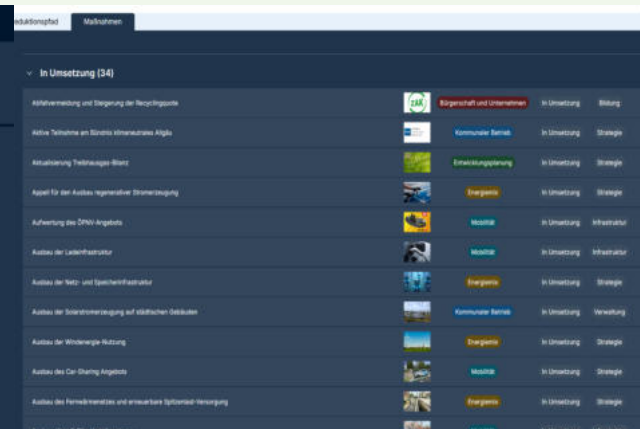 eduktionspfad Maßnahmen
In Umsetzung (34)
Abfallvermeidung und Steigerung der Recyclingquote ZAK Bürgerschaft und Unternehmen In Umsetzung Bildung
Aktive Teilnahme am Bündnis klimaneutrales Allgäu Kommunaler Betrieb In Umsetzung Strategie
Aktualisierung Treibhausgas-Bilanz Entwicklungsplanung In Umsetzung Strategie
Appell für den Ausbau regenerativer Stromerzeugung Energiemix In Umsetzung Strategie
Aufwertung des ÖPNV-Angebots Mobilität In Umsetzung Infrastruktur
Ausbau der Ladeinfrastruktur Mobilität In Umsetzung Infrastruktur
Ausbau der Netz- und Speicherinfrastruktur Energiemix In Umsetzung Strategie
Ausbau der Solarstromerzeugung auf städtischen Gebäuden Kommunaler Betrieb In Umsetzung Verwaltung
Ausbau der Windenergie-Nutzung Energiemix In Umsetzung Strategie
Ausbau des Car-Sharing Angebots Mobilität In Umsetzung Strategie
Ausbau des Fernwärmenetzes und erneuerbare Spitzenlast-Versorgung Energiemix In Umsetzung Strategie